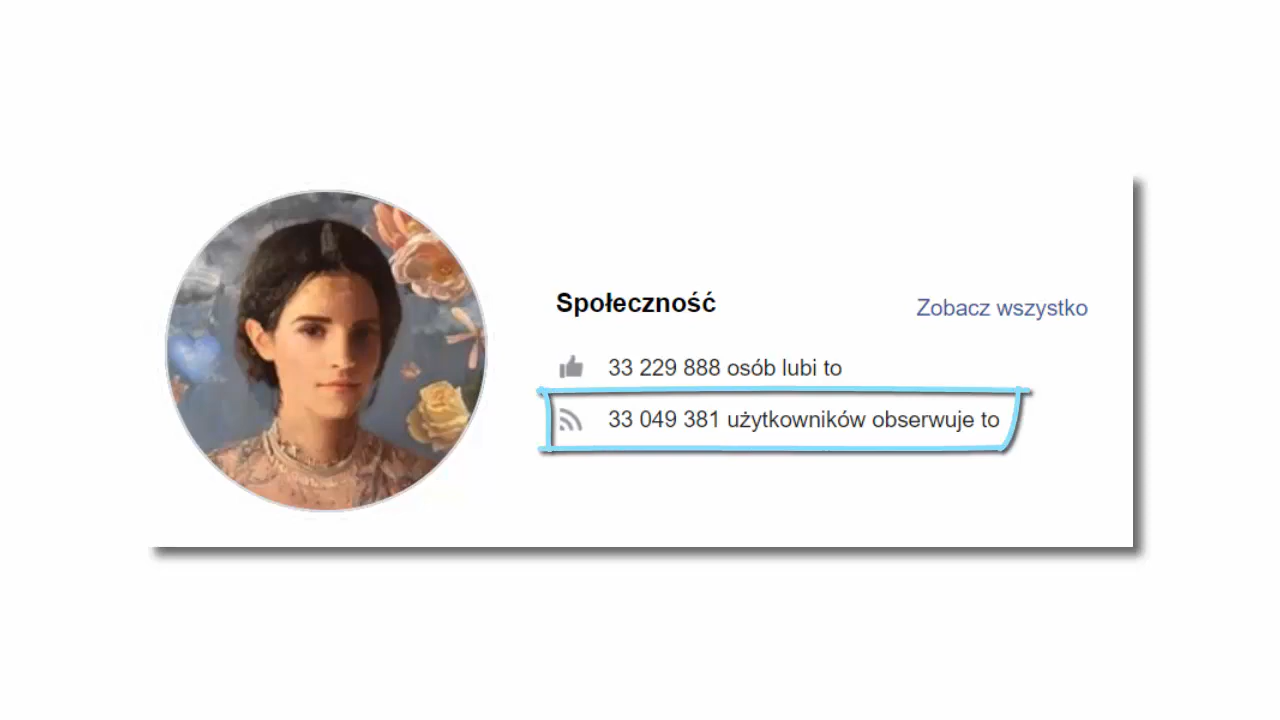 Społeczność
Zobacz wszystko
33 229 888 osób lubi to
33 049 381 użytkowników obserwuje to